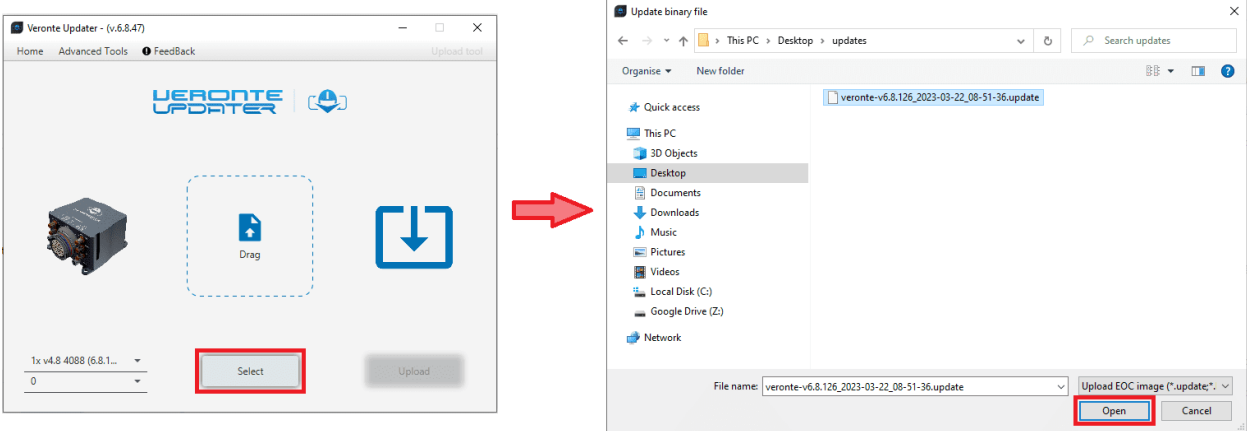 Veronte Updater - (v.6.8.47)
Home Advanced Tools FeedBack Upload tool
VERONTE
UPDATER
Drag
1x v4.8 4088 (6.8.1...
0
Select
Upload
Update binary file
This PC > Desktop > updates
Search updates
Organise
New folder
Quick access
This PC
3D Objects
Desktop
Documents
Downloads
Music
Pictures
Videos
Local Disk (C:)
Google Drive (Z:)
Network
veronte-v6.8.126_2023-03-22_08-51-36.update
File name: veronte-v6.8.126_2023-03-22_08-51-36.update
Upload EOC image (*.update;*.
Open
Cancel